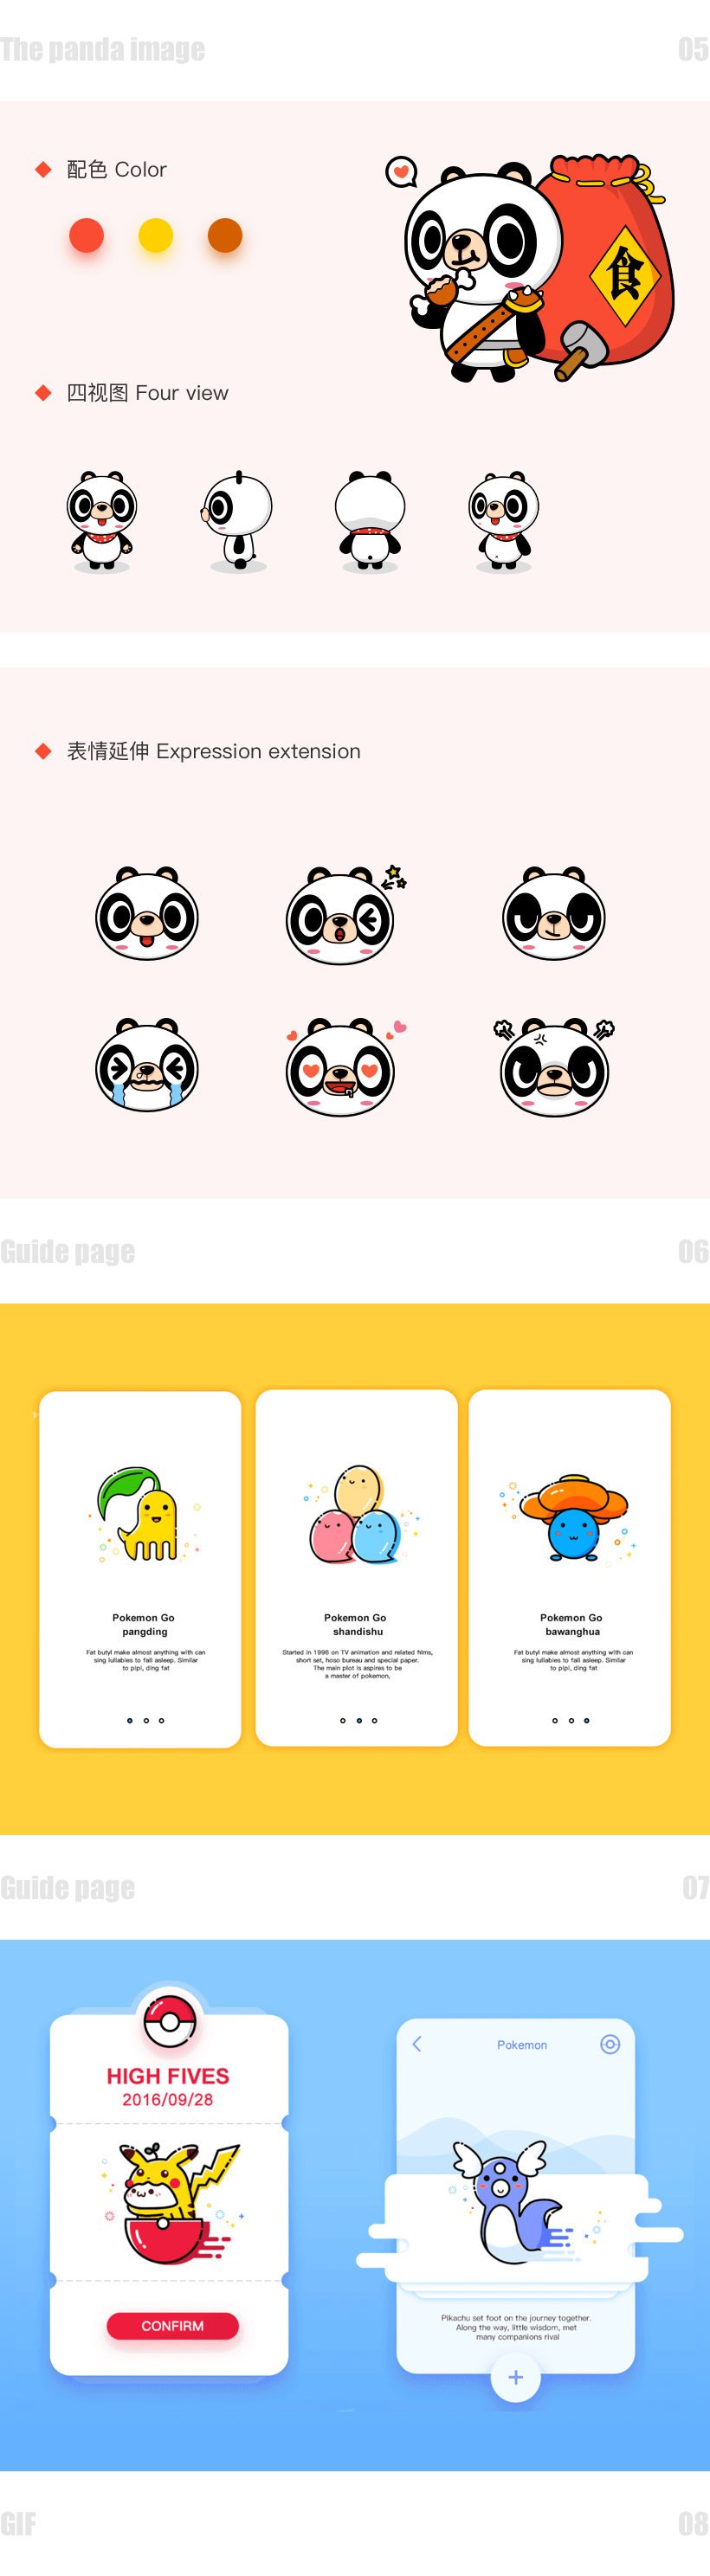 The panda image 05
配色 Color
食
四视图 Four view
表情延伸 Expression extension
Guide page 06
Pokemon Go
pangding
Fat butyl make almost anything with can
sing lullabies to fall asleep. Similar
to pipi, ding fat
Pokemon Go
shandishu
Started in 1996 on TV animation and related films,
short set, hoso bureau and special paper.
The main plot is aspires to be
a master of pokemon,
Pokemon Go
bawanghua
Fat butyl make almost anything with can
sing lullabies to fall asleep. Similar
to pipi, ding fat
Guide page 07
HIGH FIVES
2016/09/28
CONFIRM
Pokemon
Pikachu set foot on the journey together.
Along the way, little wisdom, met
many companions rival
GIF 08